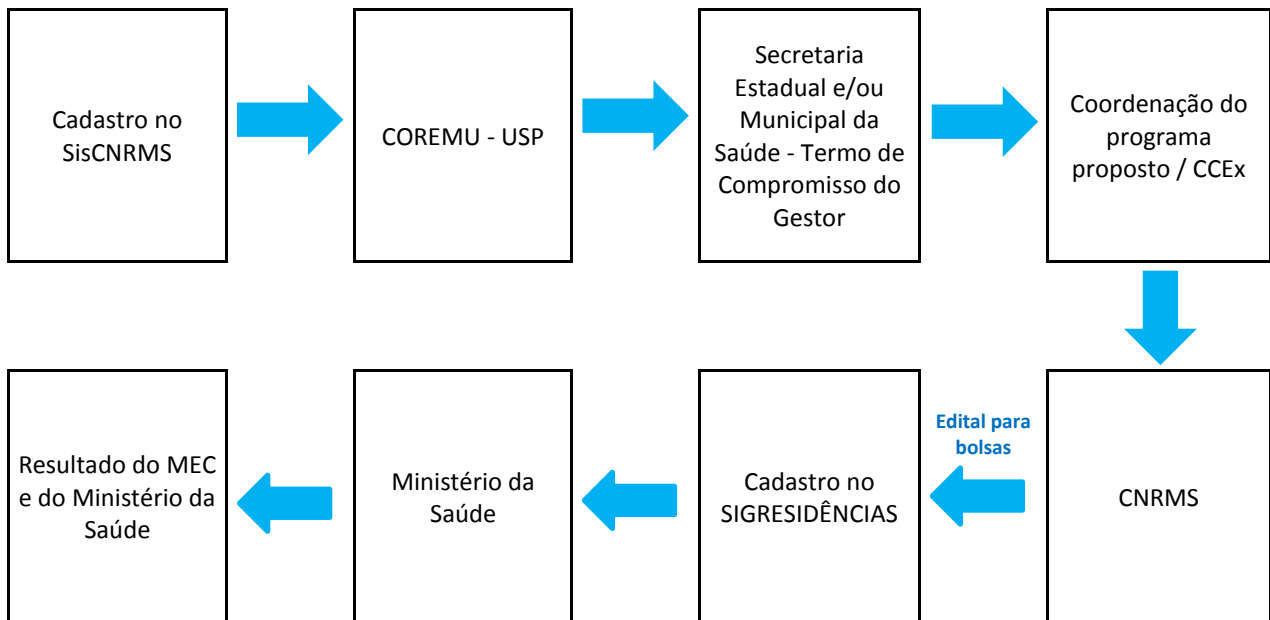 Cadastro no
SisCNRMS
COREMU - USP
Secretaria
Estadual e/ou
Municipal da
Saúde - Termo de
Compromisso do
Gestor
Coordenação do
programa
proposto / CCEx
Resultado do MEC
e do Ministério da
Saúde
Ministério da
Saúde
Cadastro no
SIGRESIDÊNCIAS
Edital para
bolsas
CNRMS